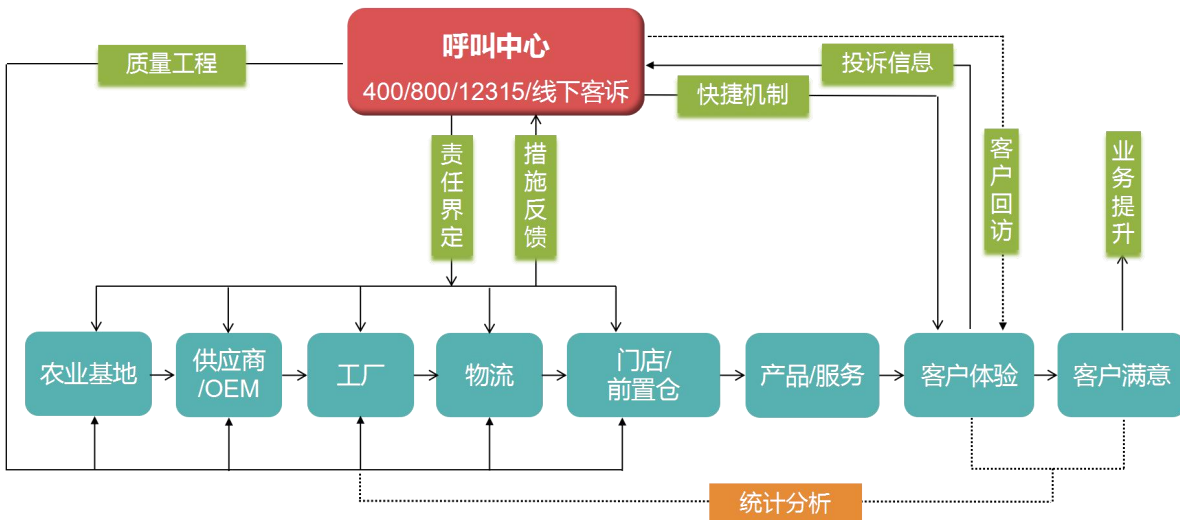 呼叫中心
400/800/12315/线下客诉
质量工程
投诉信息
快捷机制
责任界定
措施反馈
客户回访
业务提升
农业基地
供应商
/OEM
工厂
物流
门店/
前置仓
产品/服务
客户体验
客户满意
统计分析